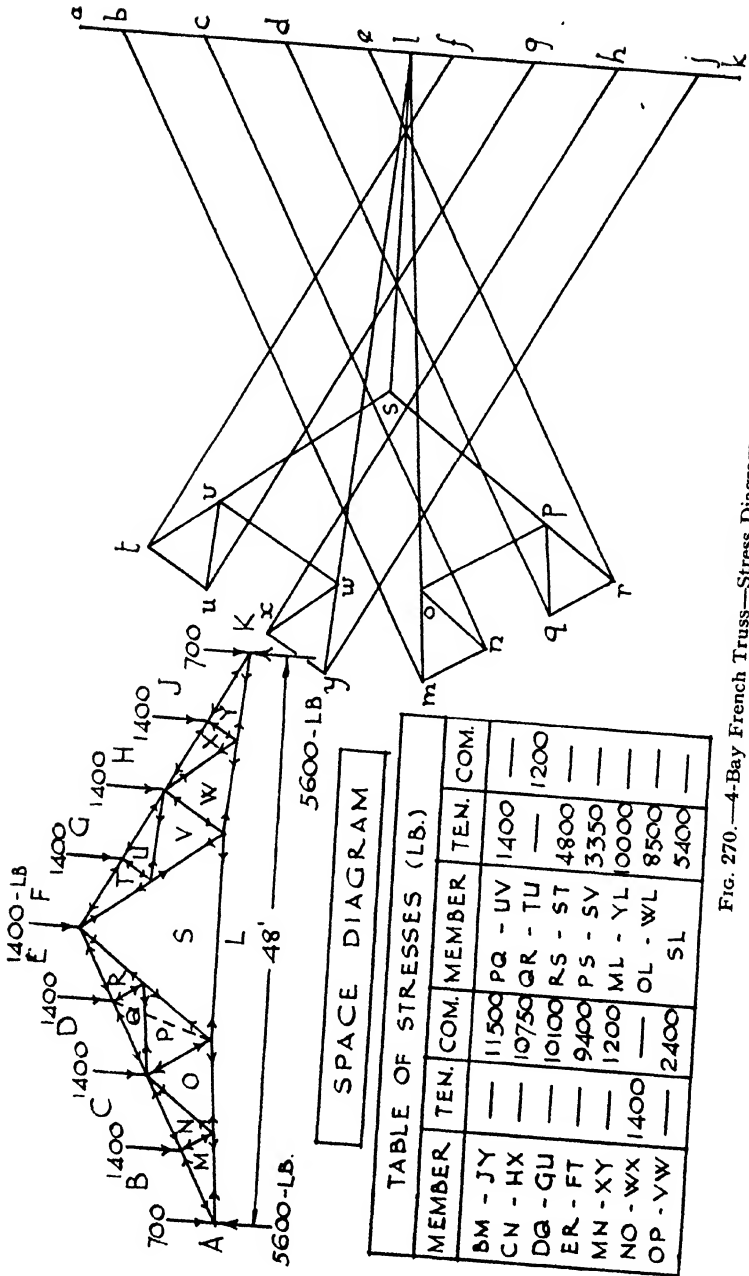 1400-LB
E F
1400
D
1400
G
1400
C
1400
H
1400
B
1400
J
700
A
700
K
M
N
O
P
Q
R
S
T
U
V
W
X
Y
L
48'
5600-LB.
5600-LB
SPACE DIAGRAM
TABLE OF STRESSES (LB.)
MEMBER TEN. COM. MEMBER TEN. COM.
BM - JY — 11500 PQ - UV 1400 —
CN - HX — 10750 QR - TU — 1200
DQ - GU — 10100 RS - ST 4800 —
ER - FT — 9400 PS - SV 3350 —
MN - XY — 1200 ML - YL 10000 —
NO - WX 1400 — OL - WL 8500 —
OP - VW — 2400 SL 5400 —
a
b
c
d
e
l
f
g
h
j
k
t
u
v
x
w
y
s
m
o
n
p
q
r
FIG. 270.—4-Bay French Truss—Stress Diagram